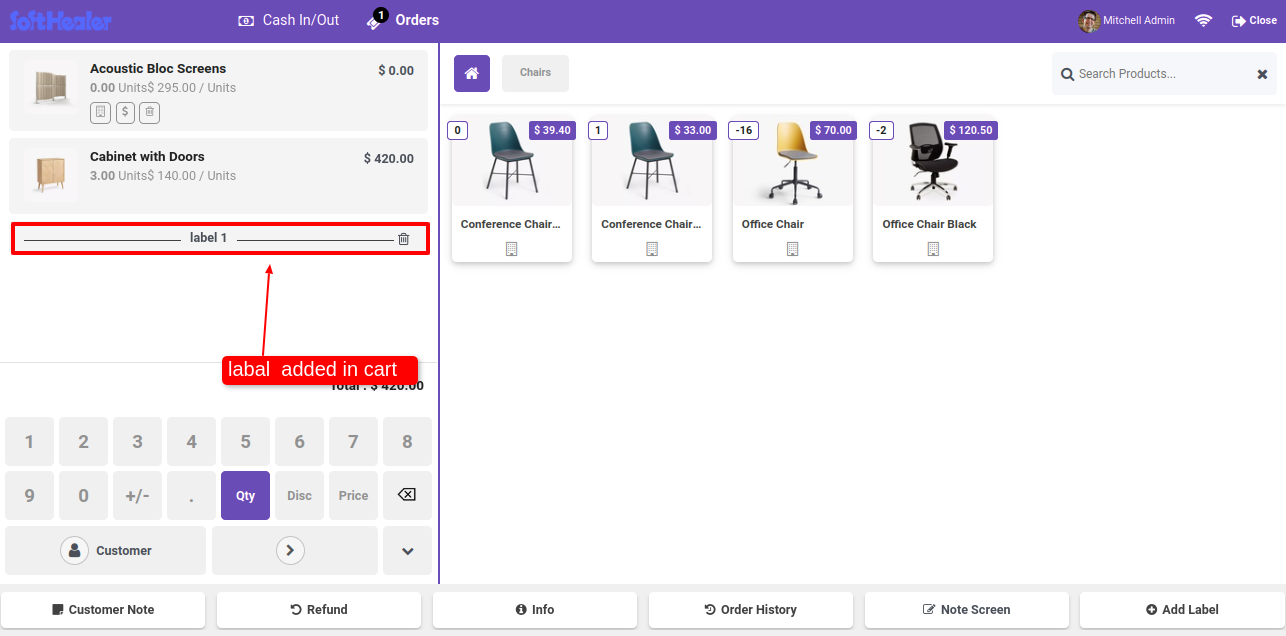 SoftHealer
Cash In/Out
1
Orders
Mitchell Admin
Close
Acoustic Bloc Screens
$ 0.00
0.00 Units$ 295.00 / Units
$
Cabinet with Doors
$ 420.00
3.00 Units$ 140.00 / Units
label 1
labal added in cart
Total : $ 420.00
1 2 3 4 5 6 7 8
9 0 +/- . Qty Disc Price
Customer
Chairs
Search Products...
0 $ 39.40
1 $ 33.00
-16 $ 70.00
-2 $ 120.50
Conference Chair...
Conference Chair...
Office Chair
Office Chair Black
Customer Note
Refund
Info
Order History
Note Screen
Add Label